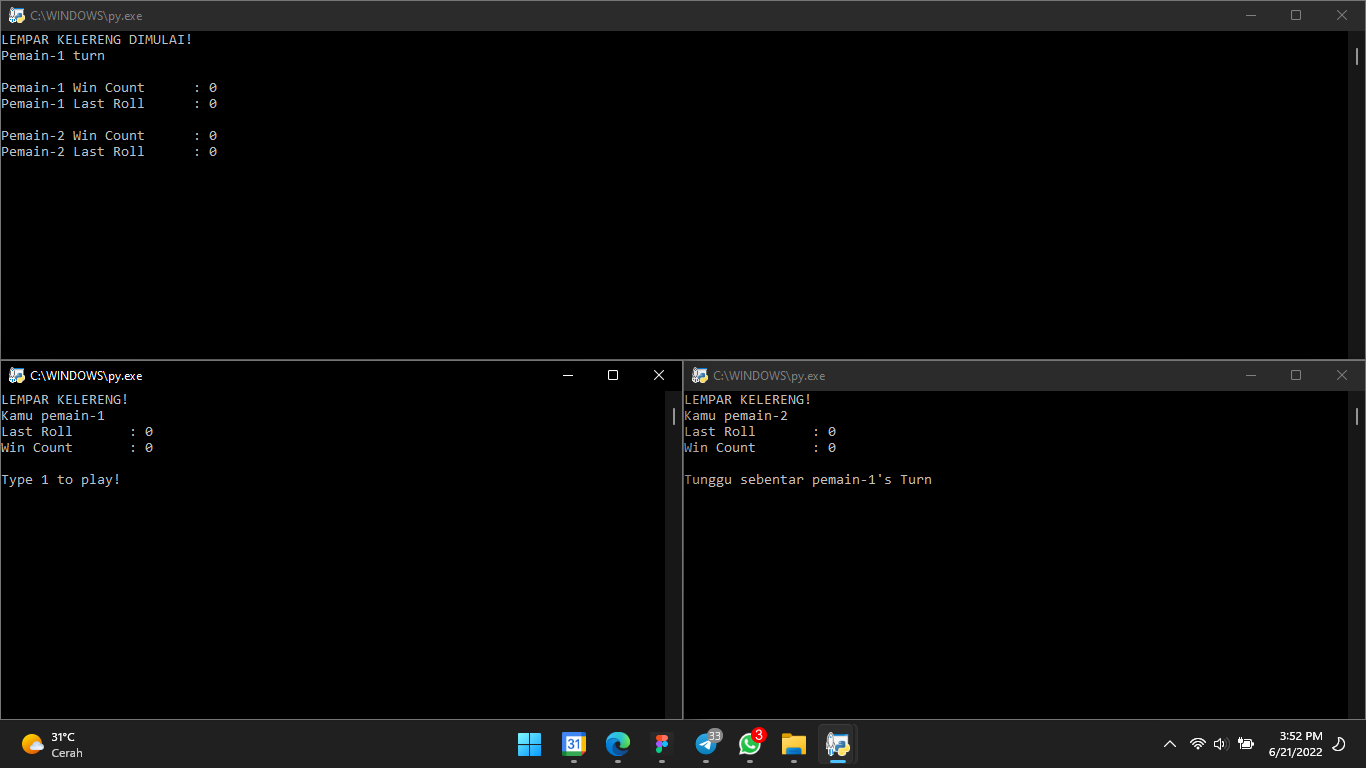 C:\WINDOWS\py.exe
LEMPAR KELERENG DIMULAI!
Pemain-1 turn
Pemain-1 Win Count : 0
Pemain-1 Last Roll : 0
Pemain-2 Win Count : 0
Pemain-2 Last Roll : 0
C:\WINDOWS\py.exe
LEMPAR KELERENG!
Kamu pemain-1
Last Roll : 0
Win Count : 0
Type 1 to play!
C:\WINDOWS\py.exe
LEMPAR KELERENG!
Kamu pemain-2
Last Roll : 0
Win Count : 0
Tunggu sebentar pemain-1's Turn
31°C
Cerah
31
33
3
3:52 PM
6/21/2022